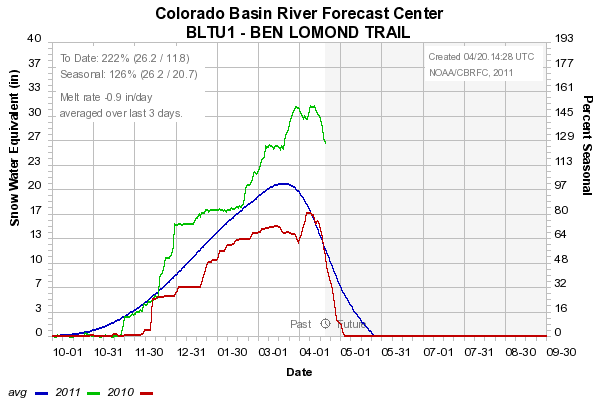 Colorado Basin River Forecast Center
BLTU1 - BEN LOMOND TRAIL
To Date: 222% (26.2 / 11.8)
Seasonal: 126% (26.2 / 20.7)
Melt rate -0.9 in/day
averaged over last 3 days.
Created 04/20.14:28 UTC
NOAA/CBRFC, 2011
Snow Water Equivalent (in)
40
37
33
30
27
23
20
17
13
10
7
3
0
193
177
161
145
129
113
97
80
64
48
32
16
0
Percent Seasonal
Past
Future
10-01 10-31 11-30 12-31 01-30 03-01 04-01 05-01 05-31 07-01 07-31 08-30 09-30
Date
avg 2011 2010